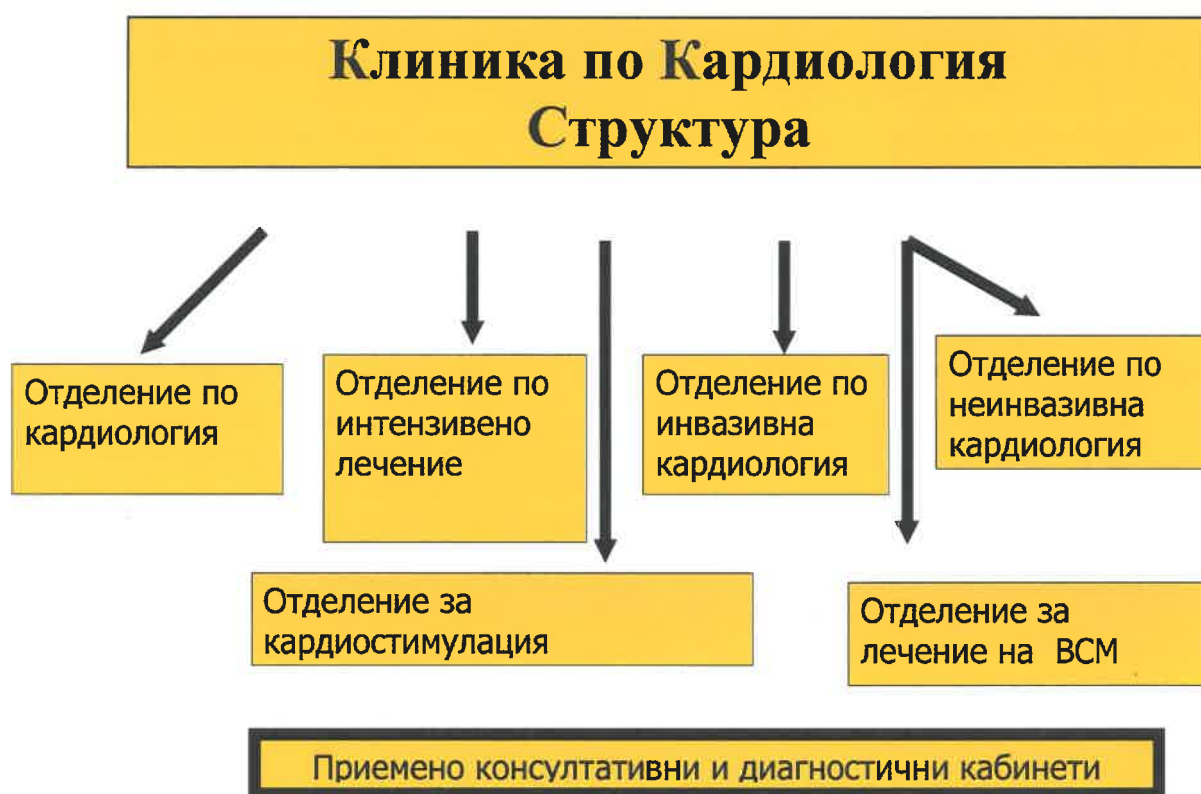 Клиника по Кардиология
Структура
Отделение по
кардиология
Отделение по
интензивено
лечение
Отделение по
инвазивна
кардиология
Отделение по
неинвазивна
кардиология
Отделение за
кардиостимулация
Отделение за
лечение на ВСМ
Приемено консултативни и диагностични кабинети